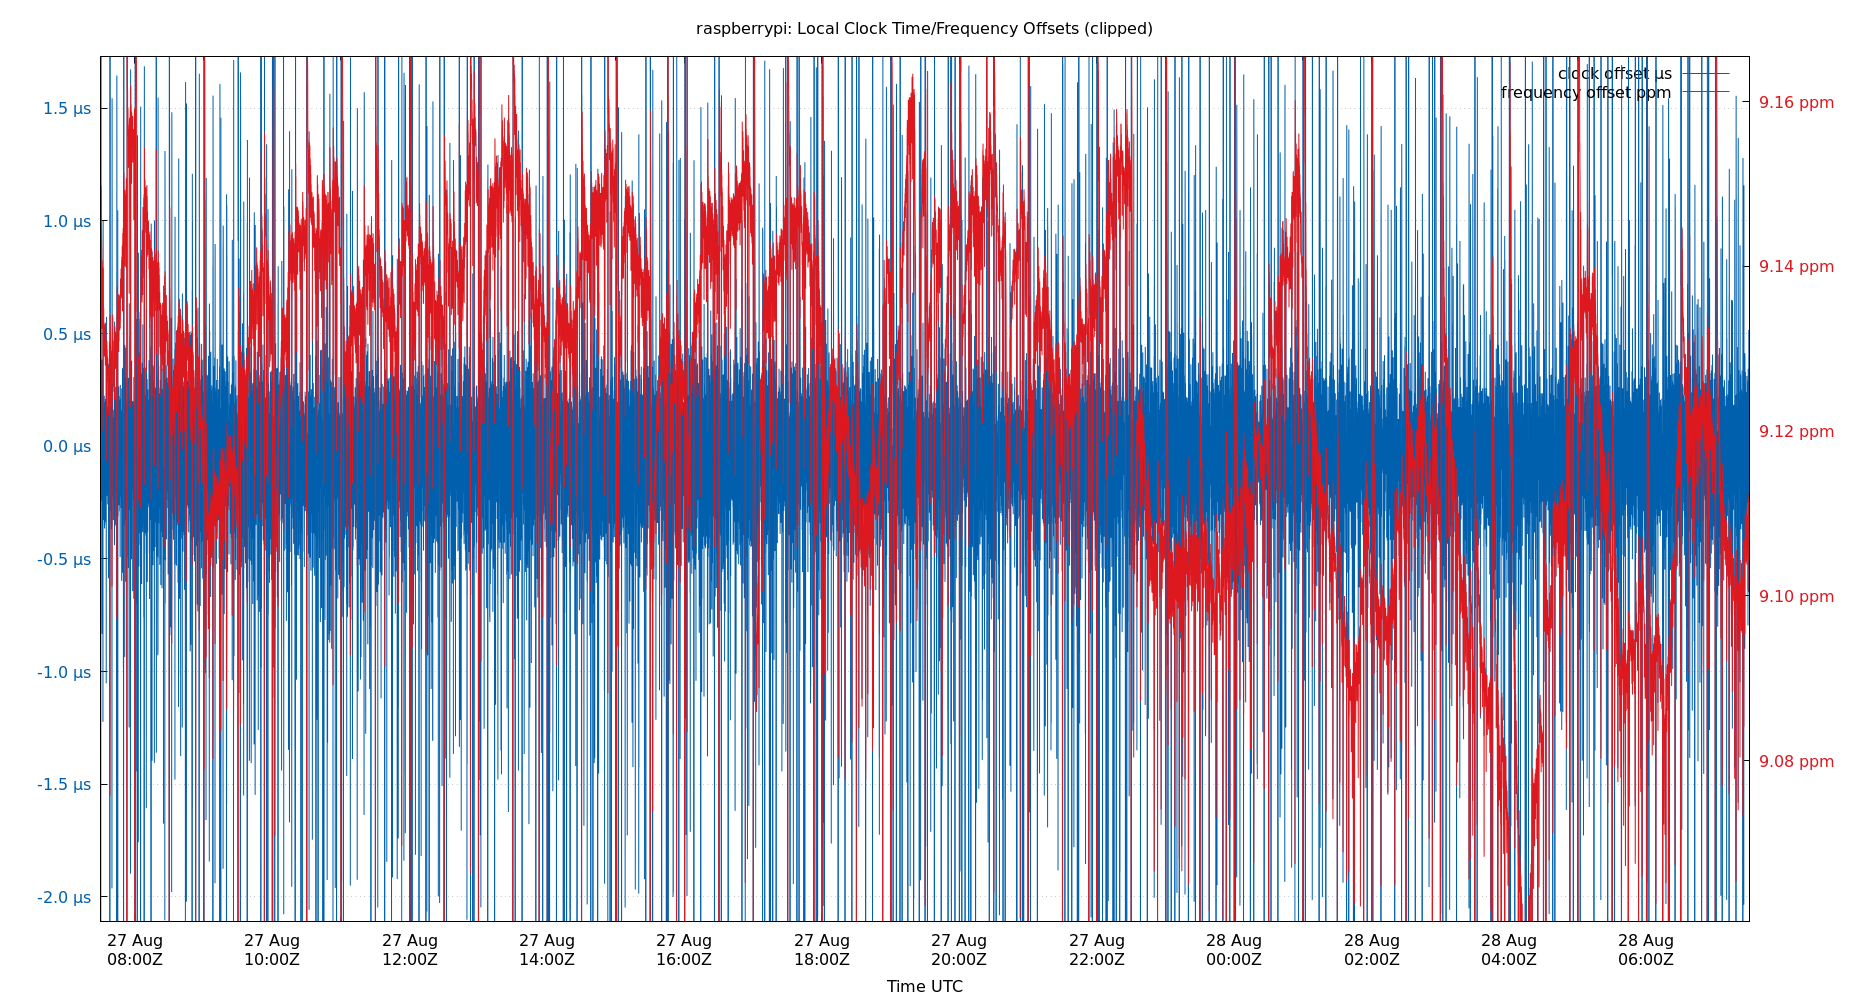 raspberrypi: Local Clock Time/Frequency Offsets (clipped)
clock offset µs
frequency offset ppm
1.5 µs
1.0 µs
0.5 µs
0.0 µs
-0.5 µs
-1.0 µs
-1.5 µs
-2.0 µs
9.16 ppm
9.14 ppm
9.12 ppm
9.10 ppm
9.08 ppm
27 Aug 27 Aug 27 Aug 27 Aug 27 Aug 27 Aug 27 Aug 27 Aug 28 Aug 28 Aug 28 Aug 28 Aug
08:00Z 10:00Z 12:00Z 14:00Z 16:00Z 18:00Z 20:00Z 22:00Z 00:00Z 02:00Z 04:00Z 06:00Z
Time UTC